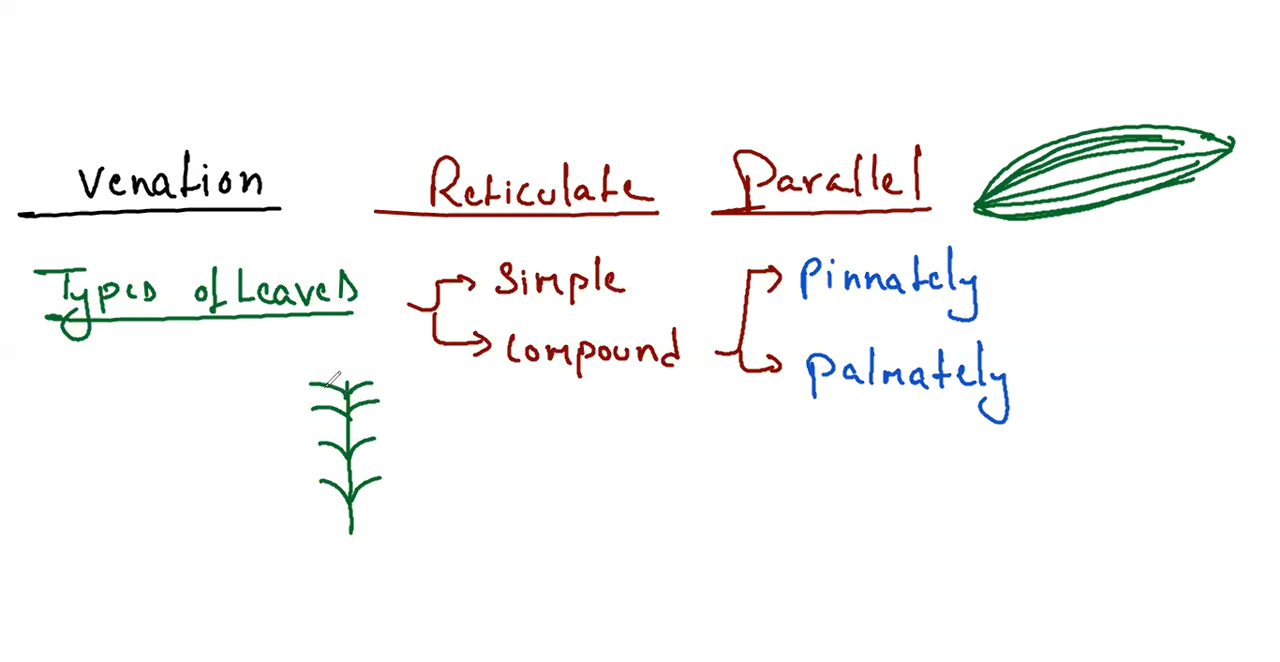 Venation Reticulate Parallel
Types of Leaves Simple Pinnately
Compound Palmately